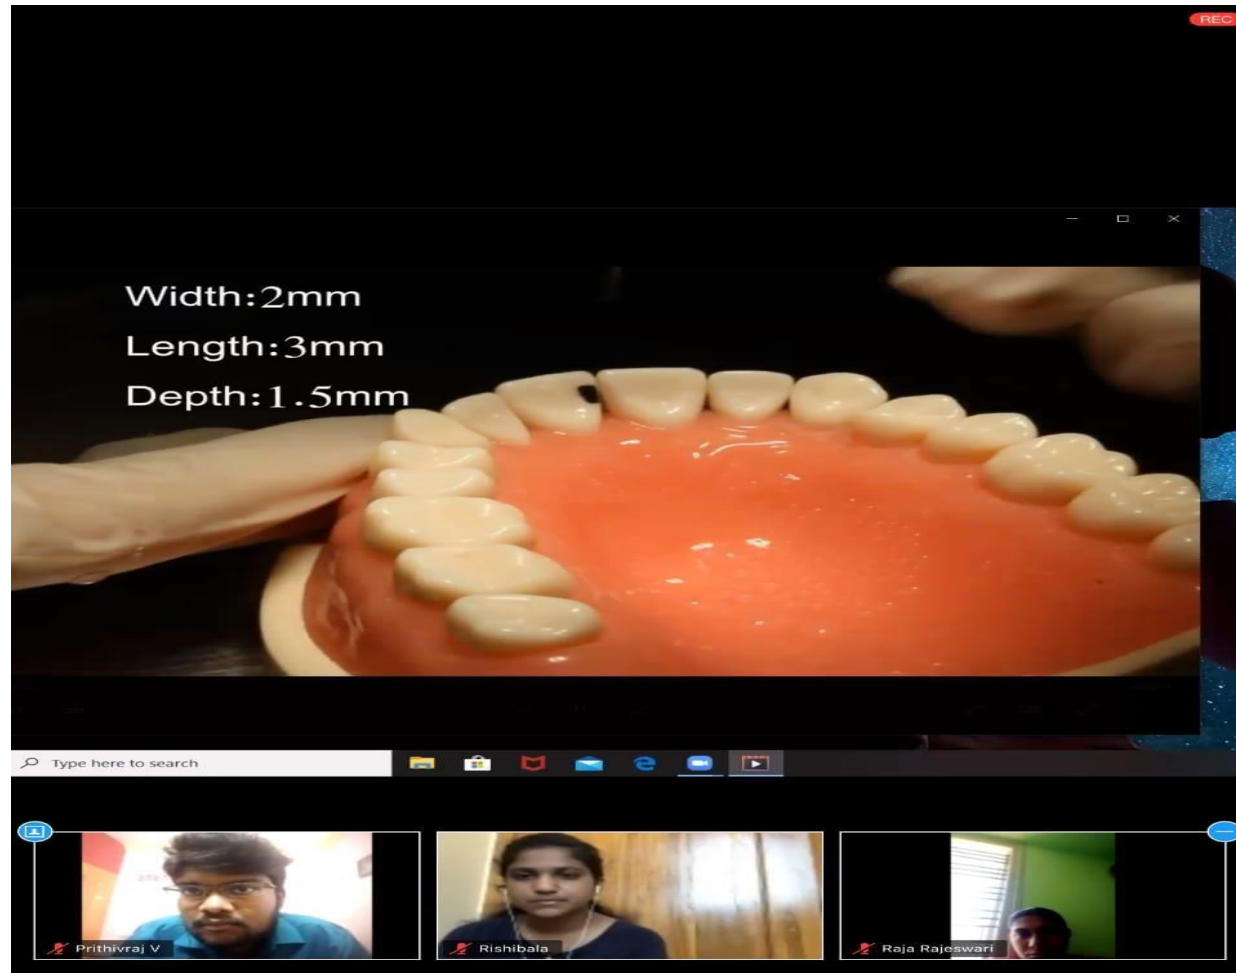 REC
Width:2mm
Length:3mm
Depth:1.5mm
Type here to search
Prithivraj V
Rishibala
Raja Rajeswari